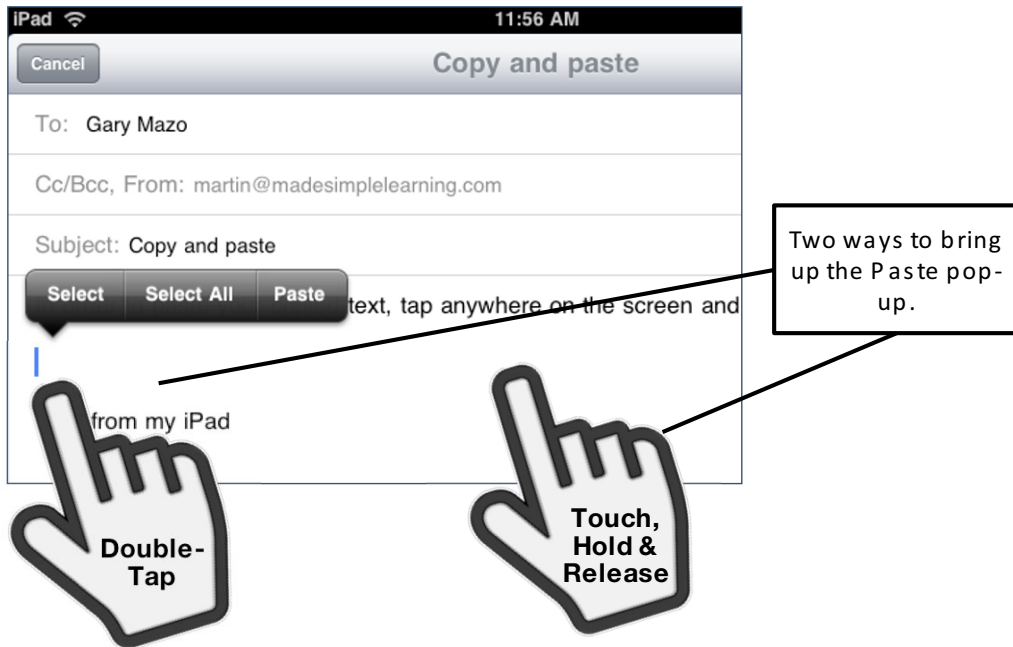 iPad 11:56 AM
Cancel Copy and paste
To: Gary Mazo
Cc/Bcc, From: martin@madesimplelearning.com
Subject: Copy and paste
Select Select All Paste
text, tap anywhere on the screen and
from my iPad
Double-
Tap
Touch,
Hold &
Release
Two ways to bring
up the Paste pop-
up.